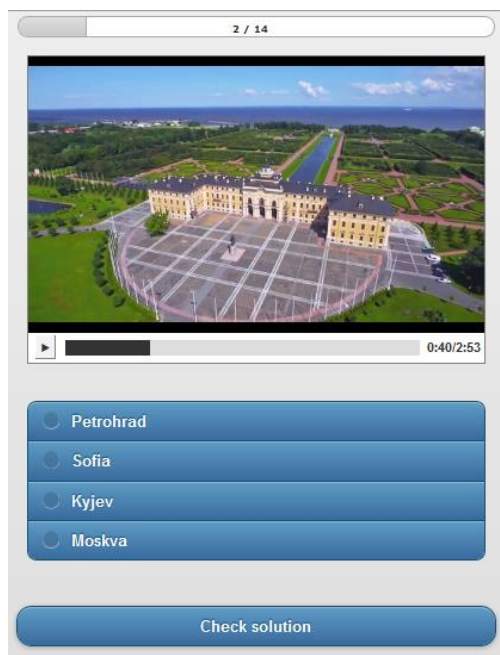 2 / 14
0:40/2:53
Petrohrad
Sofia
Kyjev
Moskva
Check solution